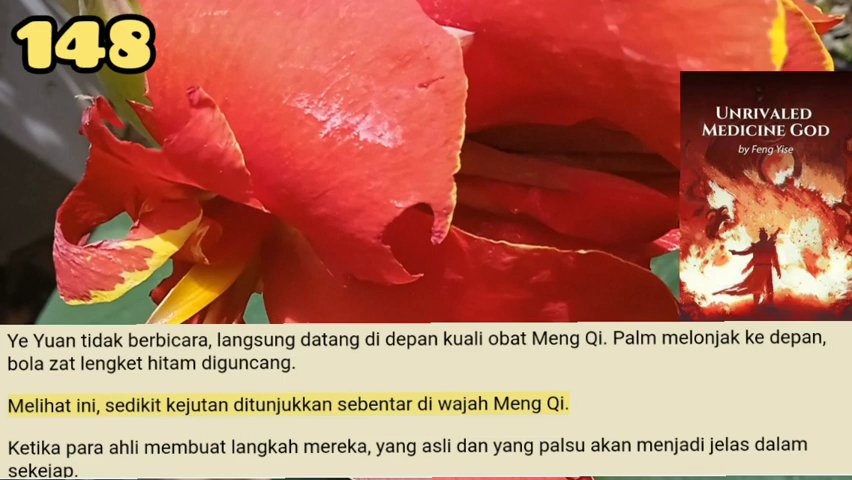 148
UNRIVALED
MEDICINE GOD
by Feng Yise
Ye Yuan tidak berbicara, langsung datang di depan kuali obat Meng Qi. Palm melonjak ke depan,
bola zat lengket hitam diguncang.
Melihat ini, sedikit kejutan ditunjukkan sebentar di wajah Meng Qi.
Ketika para ahli membuat langkah mereka, yang asli dan yang palsu akan menjadi jelas dalam
sekejap.